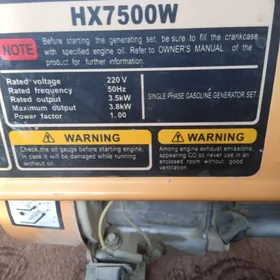 HX7500W
NOTE
Before starting the generating set, be sure to fill the crankcase
with specified engine oil. Refer to OWNER'S MANUAL of the
product for further information.
Rated voltage 220V
Rated frequency 50Hz
Rated output 3.5kW
Maximum output 3.8kW
Power factor 1.00
SINGLE PHASE GASOLINE GENERATOR SET
WARNING
Check,the oil gauge before starting engine,
in case it will be damaged while running
without oil.
WARNING
Among engine exhaust emissions,
appearing CO,so never use it in
an enclosed room without good
ventilation.